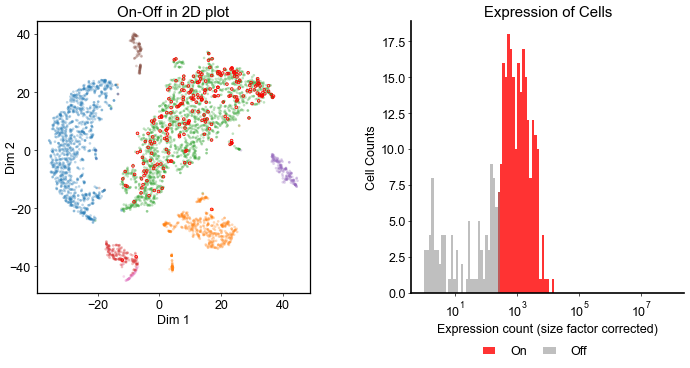 On-Off in 2D plot
40
20
0
−20
−40
Dim 2
−20
0
20
40
Dim 1
Expression of Cells
17.5
15.0
12.5
10.0
7.5
5.0
2.5
0.0
Cell Counts
10^1
10^3
10^5
10^7
Expression count (size factor corrected)
On
Off